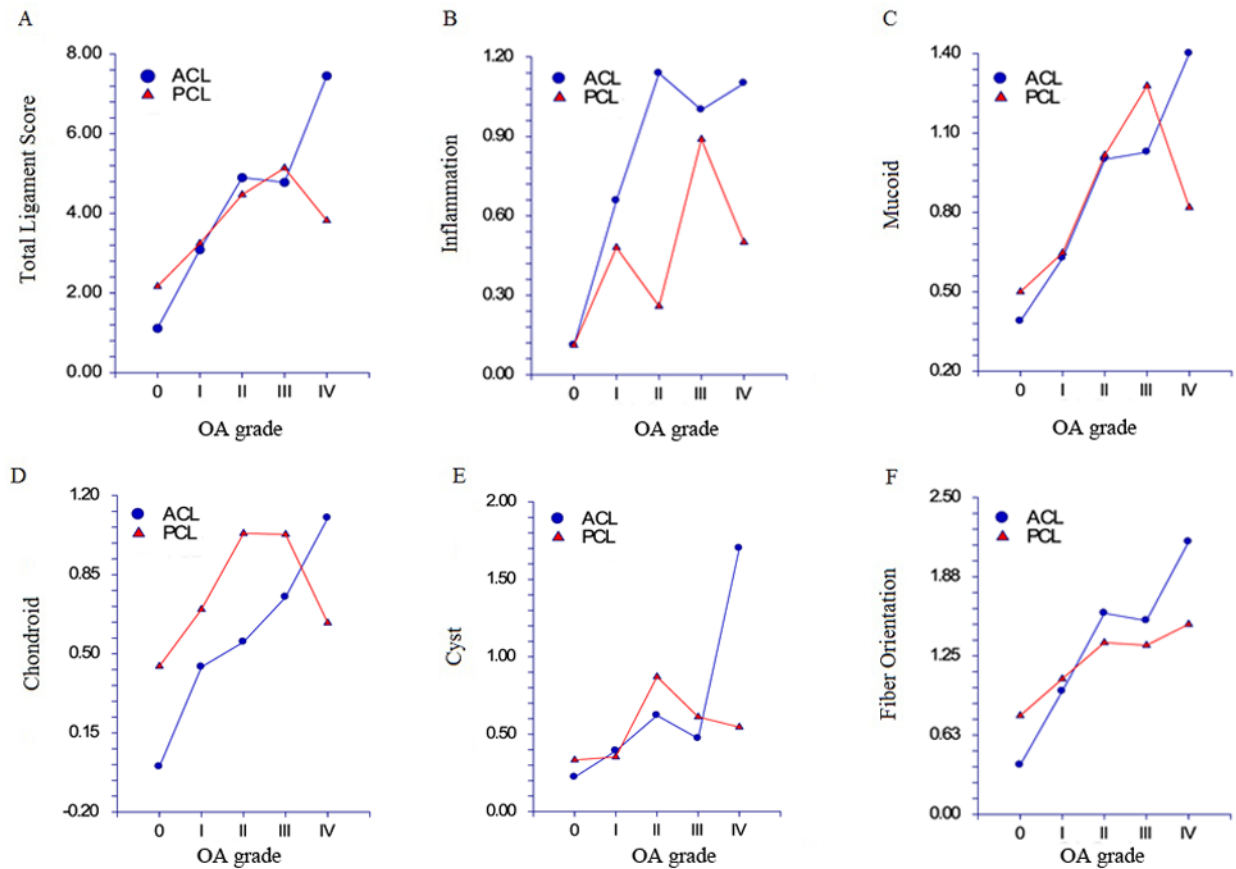 A
8.00
6.00
4.00
2.00
0.00
Total Ligament Score
ACL
PCL
0 I II III IV
OA grade
B
1.20
0.90
0.60
0.30
0.00
Inflammation
ACL
PCL
0 I II III IV
OA grade
C
1.40
1.10
0.80
0.50
0.20
Mucoid
ACL
PCL
0 I II III IV
OA grade
D
1.20
0.85
0.50
0.15
-0.20
Chondroid
ACL
PCL
0 I II III IV
OA grade
E
2.00
1.50
1.00
0.50
0.00
Cyst
ACL
PCL
0 I II III IV
OA grade
F
2.50
1.88
1.25
0.63
0.00
Fiber Orientation
ACL
PCL
0 I II III IV
OA grade